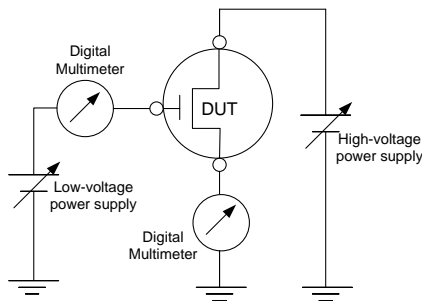 Digital
Multimeter
DUT
High-voltage
power supply
Low-voltage
power supply
Digital
Multimeter